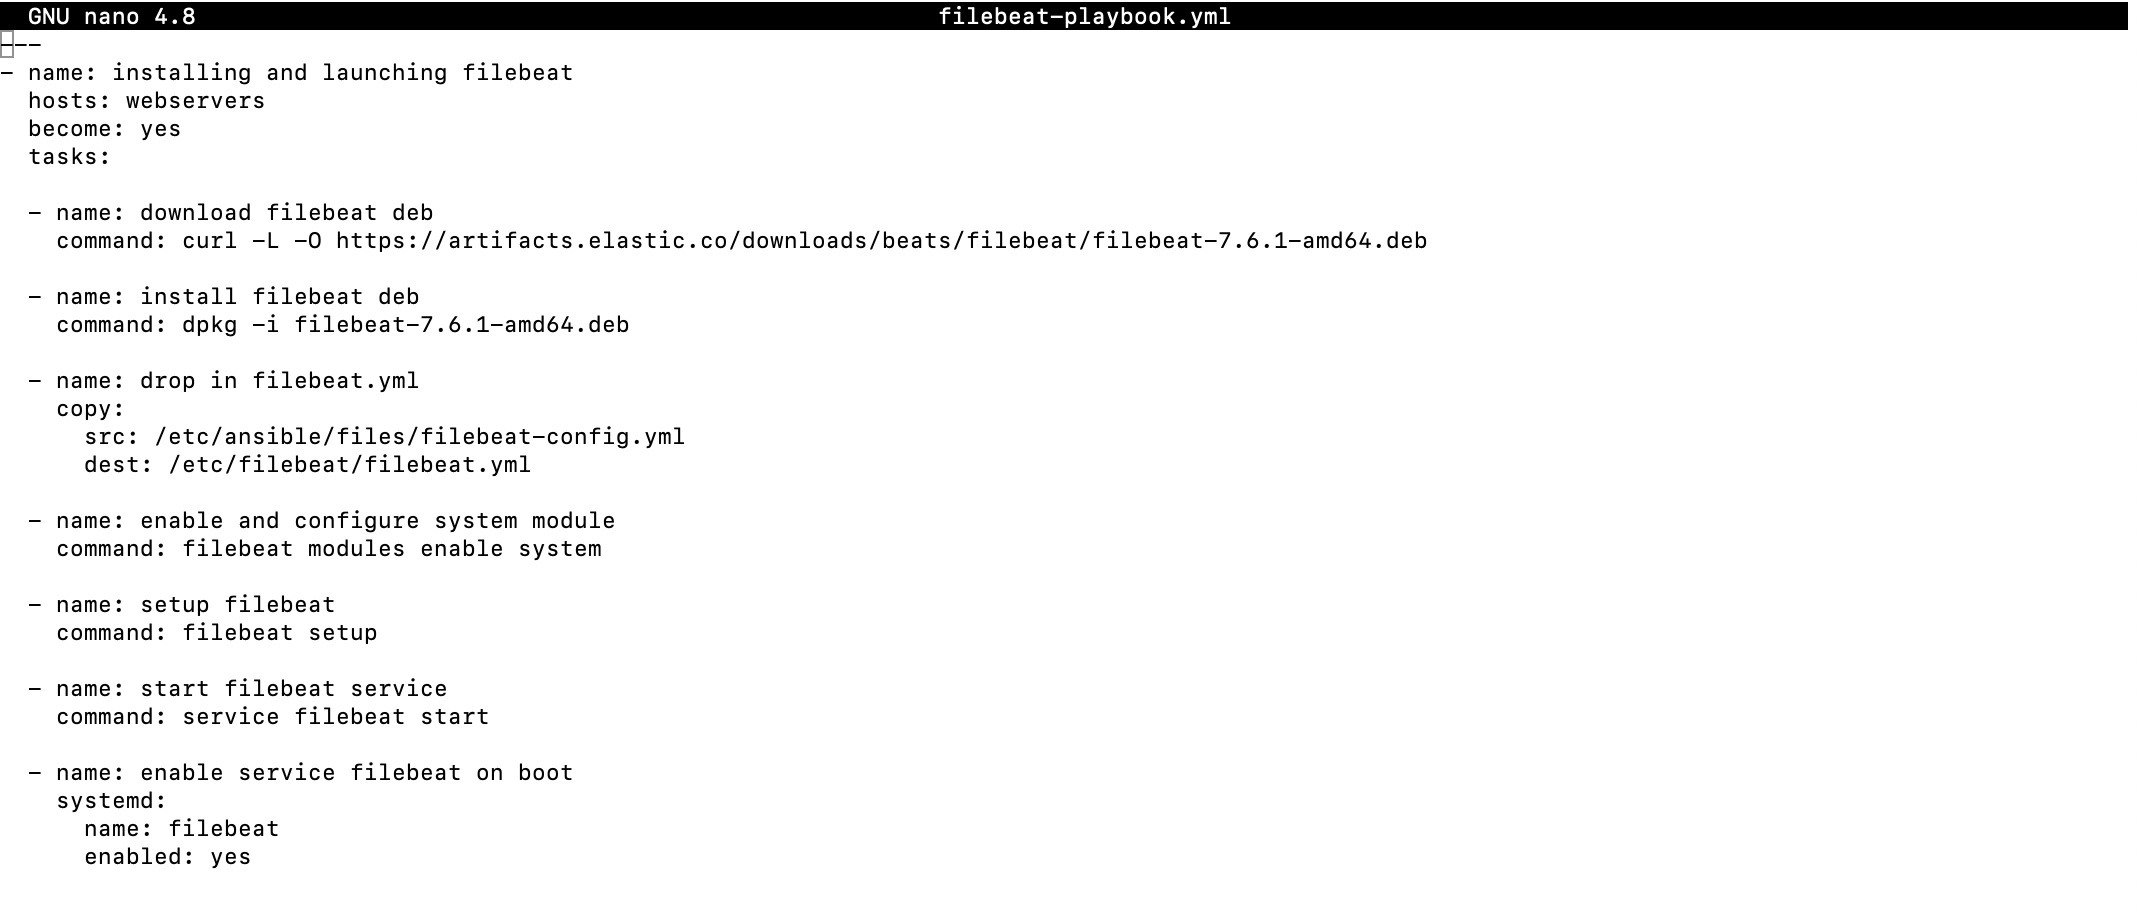 GNU nano 4.8 filebeat-playbook.yml
---
- name: installing and launching filebeat
  hosts: webservers
  become: yes
  tasks:

  - name: download filebeat deb
    command: curl -L -O https://artifacts.elastic.co/downloads/beats/filebeat/filebeat-7.6.1-amd64.deb

  - name: install filebeat deb
    command: dpkg -i filebeat-7.6.1-amd64.deb

  - name: drop in filebeat.yml
    copy:
      src: /etc/ansible/files/filebeat-config.yml
      dest: /etc/filebeat/filebeat.yml

  - name: enable and configure system module
    command: filebeat modules enable system

  - name: setup filebeat
    command: filebeat setup

  - name: start filebeat service
    command: service filebeat start

  - name: enable service filebeat on boot
    systemd:
      name: filebeat
      enabled: yes